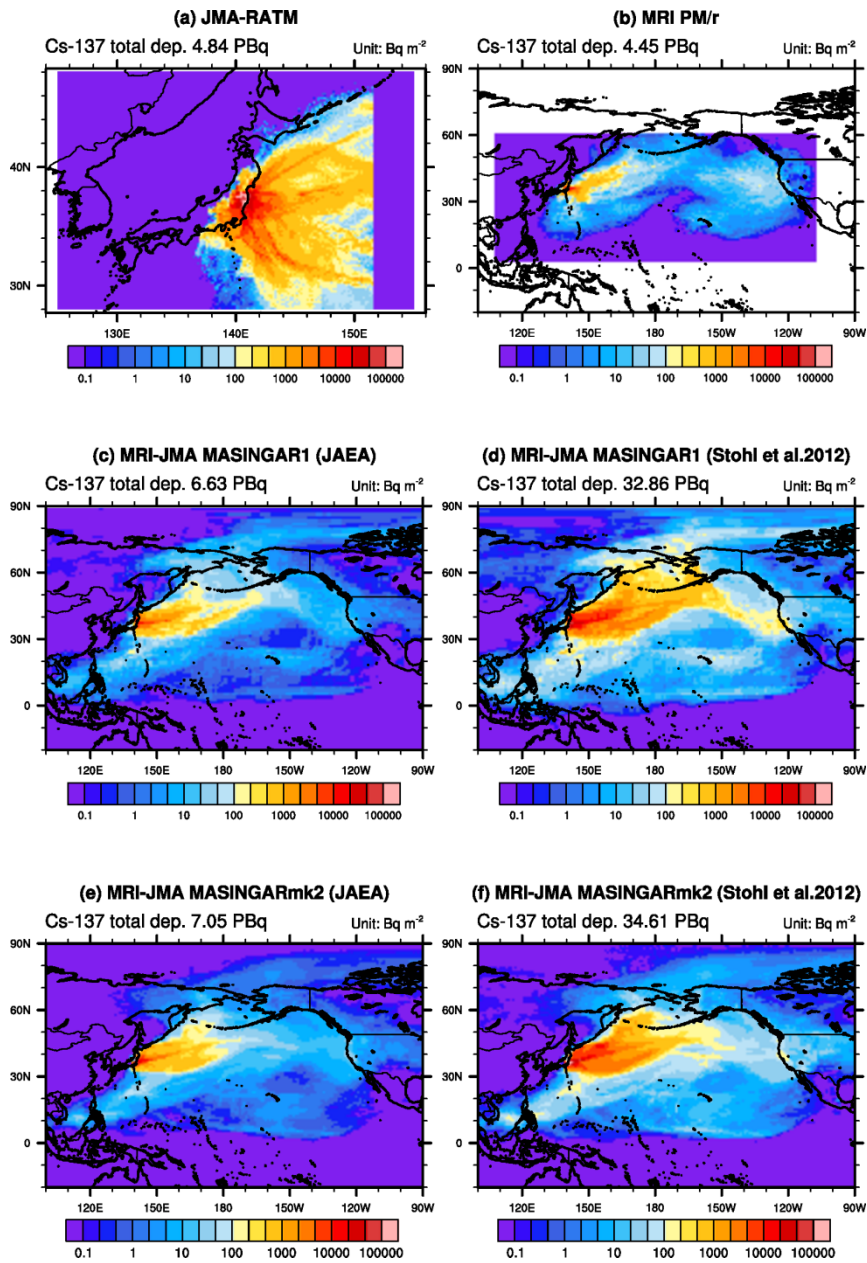 (a) JMA-RATM
Cs-137 total dep. 4.84 PBq Unit: Bq m⁻²
40N
30N
130E 140E 150E
0.1 1 10 100 1000 10000 100000
(b) MRI PM/r
Cs-137 total dep. 4.45 PBq Unit: Bq m⁻²
90N
60N
30N
0
120E 150E 180 150W 120W 90W
0.1 1 10 100 1000 10000 100000
(c) MRI-JMA MASINGAR1 (JAEA)
Cs-137 total dep. 6.63 PBq Unit: Bq m⁻²
90N
60N
30N
0
120E 150E 180 150W 120W 90W
0.1 1 10 100 1000 10000 100000
(d) MRI-JMA MASINGAR1 (Stohl et al.2012)
Cs-137 total dep. 32.86 PBq Unit: Bq m⁻²
90N
60N
30N
0
120E 150E 180 150W 120W 90W
0.1 1 10 100 1000 10000 100000
(e) MRI-JMA MASINGARmk2 (JAEA)
Cs-137 total dep. 7.05 PBq Unit: Bq m⁻²
90N
60N
30N
0
120E 150E 180 150W 120W 90W
0.1 1 10 100 1000 10000 100000
(f) MRI-JMA MASINGARmk2 (Stohl et al.2012)
Cs-137 total dep. 34.61 PBq Unit: Bq m⁻²
90N
60N
30N
0
120E 150E 180 150W 120W 90W
0.1 1 10 100 1000 10000 100000